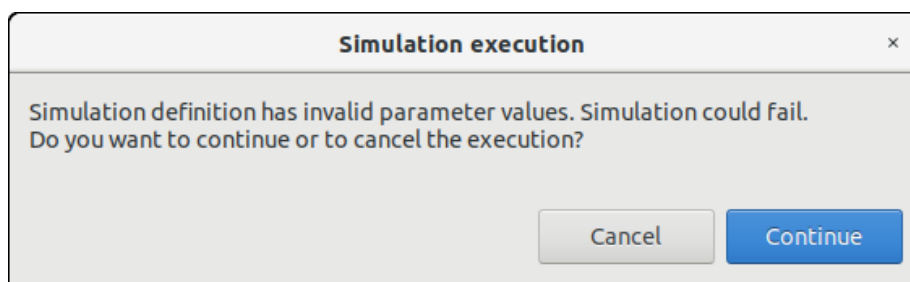 Simulation execution
×
Simulation definition has invalid parameter values. Simulation could fail.
Do you want to continue or to cancel the execution?
Cancel
Continue